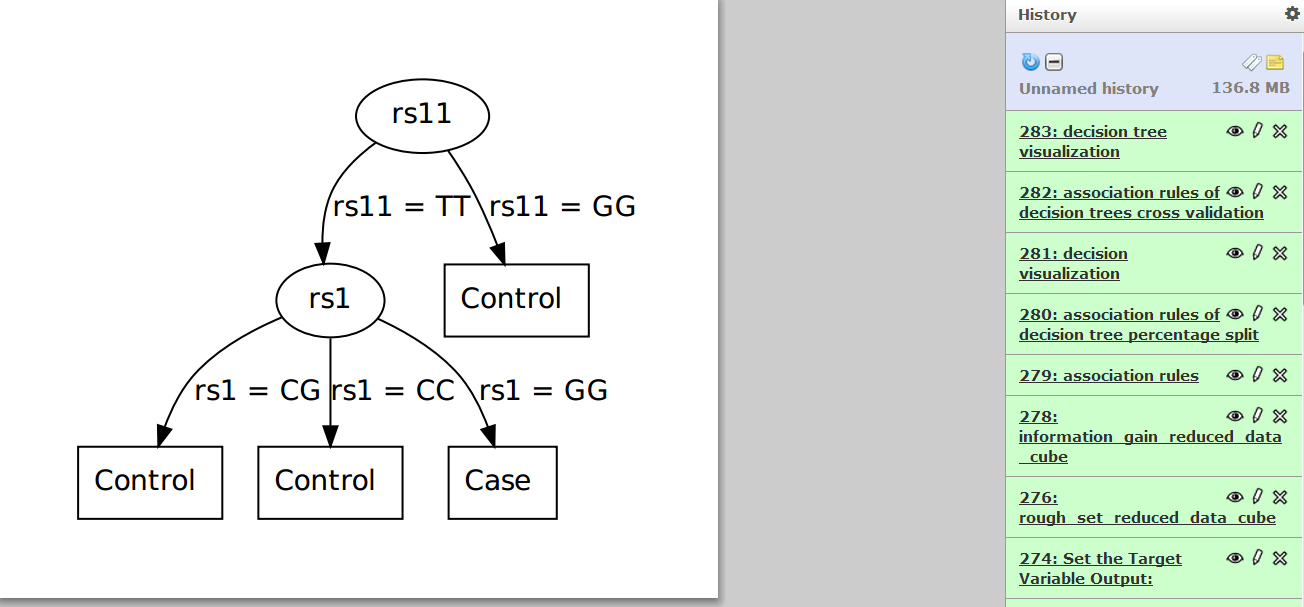 rs11
rs11 = TT
rs11 = GG
rs1
Control
rs1 = CG
rs1 = CC
rs1 = GG
Control
Control
Case
History
Unnamed history
136.8 MB
283: decision tree
visualization
282: association rules of
decision trees cross validation
281: decision
visualization
280: association rules of
decision tree percentage split
279: association rules
278:
information_gain_reduced_data
_cube
276:
rough_set_reduced_data_cube
274: Set the Target
Variable Output: